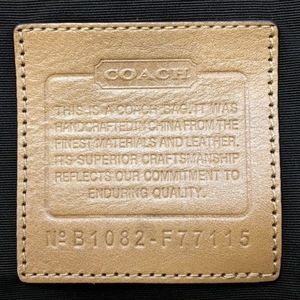 COACH
THIS IS A COACH BAG. IT WAS
HANDCRAFTED IN CHINA FROM THE
FINEST MATERIALS AND LEATHER.
ITS SUPERIOR CRAFTSMANSHIP
REFLECTS OUR COMMITMENT TO
ENDURING QUALITY.
Nº B1082-F77115